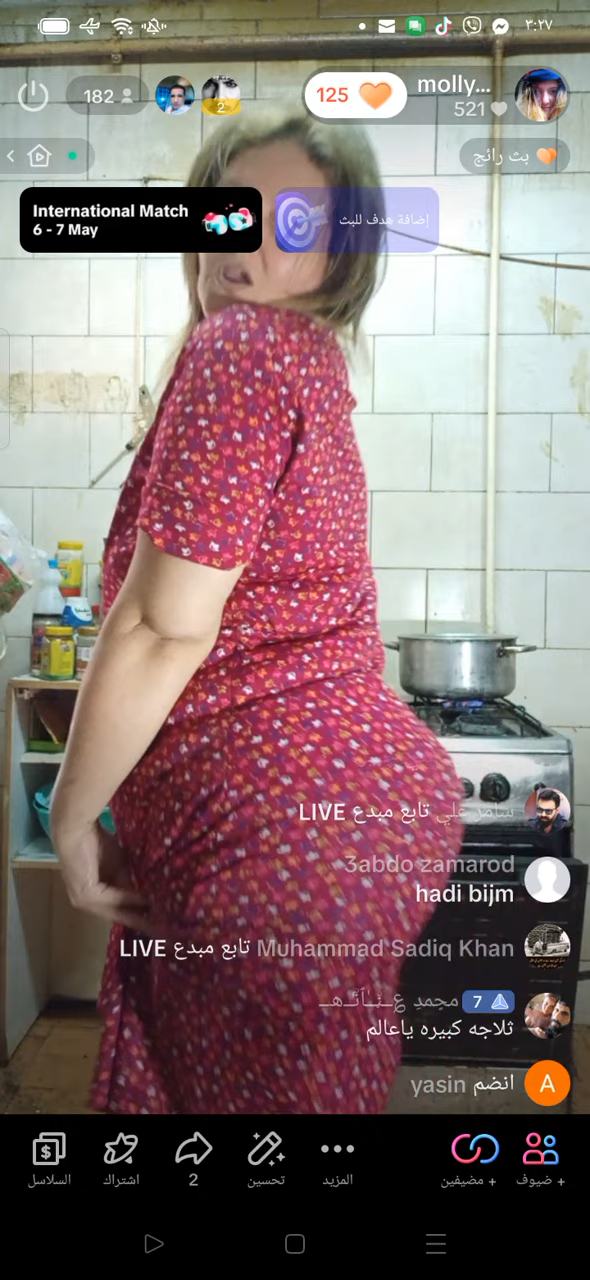 ٣:٢٧
182
2
125
molly...
521
بث رائج
International Match
6 - 7 May
إضافة هدف للبث
سامر علي تابع مبدع LIVE
3abdo zamarod
hadi bijm
Muhammad Sadiq Khan تابع مبدع LIVE
7
محمد
ثلاجه كبيره ياعالم
A
yasin انضم
السلاسل
اشتراك
2
تحسين
المزيد
+ مضيفين
+ ضيوف